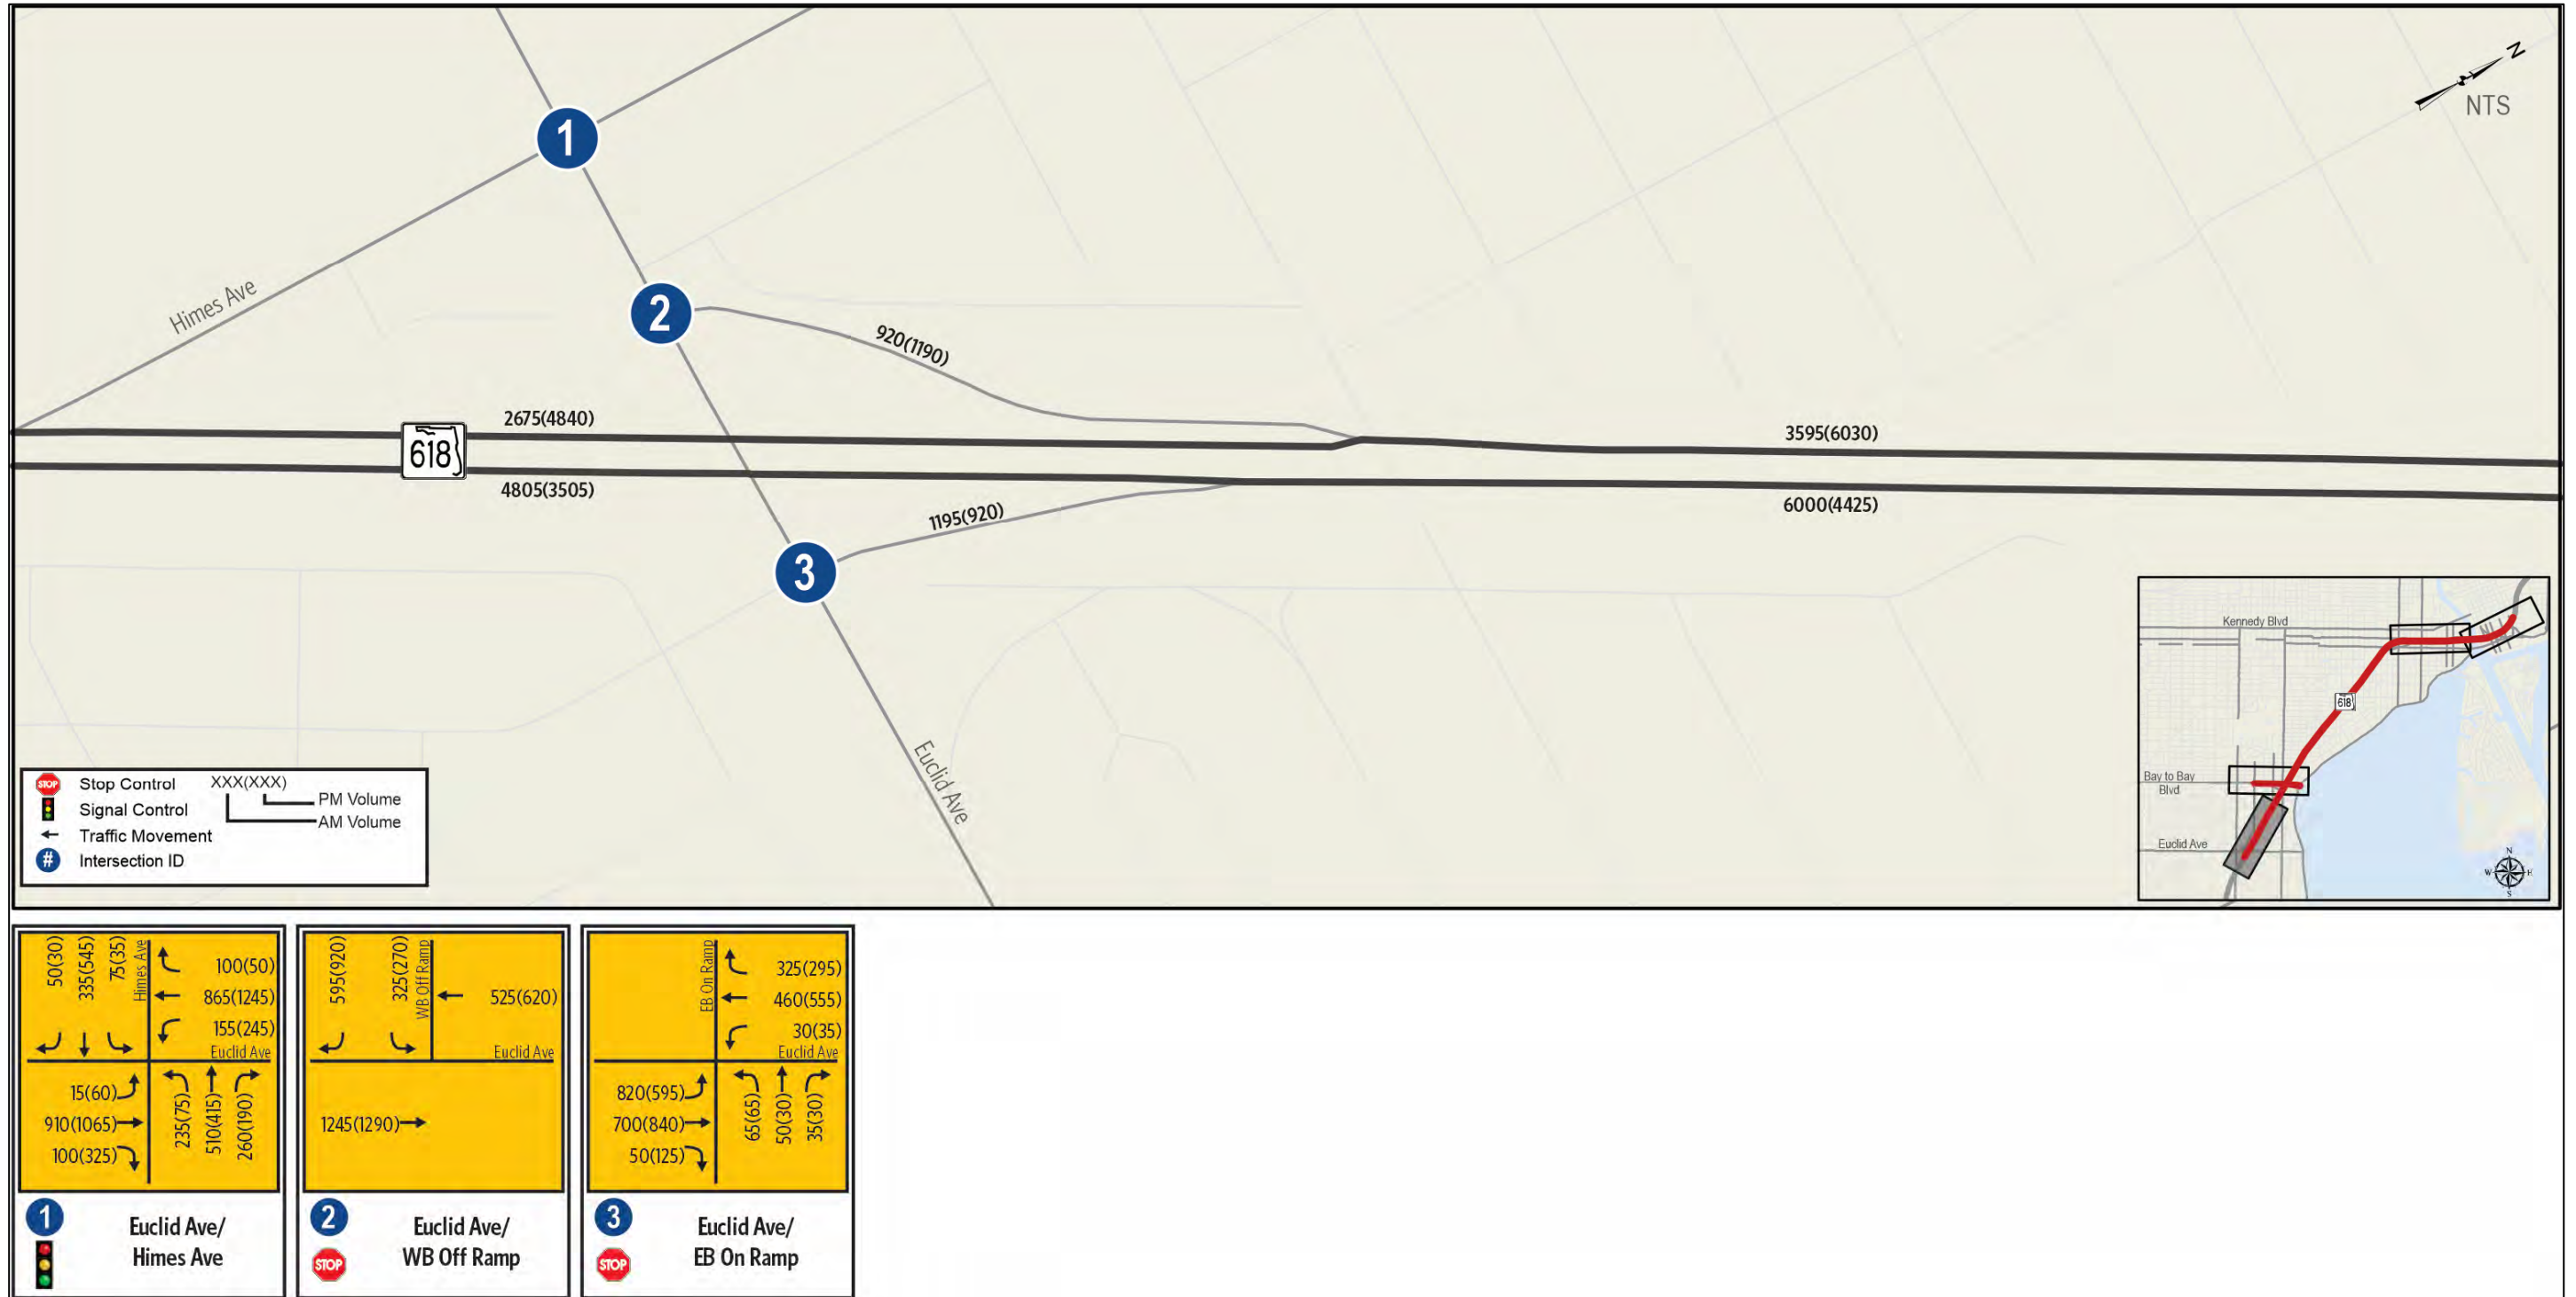 N
NTS
1
Himes Ave
2
920(1190)
2675(4840)
3595(6030)
618
4805(3505)
6000(4425)
1195(920)
3
Euclid Ave
Kennedy Blvd
618
Bay to Bay
Blvd
Euclid Ave
N
W
E
S
STOP
Stop Control
XXX(XXX)
PM Volume
Signal Control
AM Volume
Traffic Movement
#
Intersection ID
50(30)
335(545)
75(35)
Himes Ave
100(50)
865(1245)
155(245)
Euclid Ave
15(60)
910(1065)
100(325)
235(75)
510(415)
260(190)
1
Euclid Ave/
Himes Ave
595(920)
325(270)
WB Off Ramp
525(620)
Euclid Ave
1245(1290)
2
STOP
Euclid Ave/
WB Off Ramp
EB On Ramp
325(295)
460(555)
30(35)
Euclid Ave
820(595)
700(840)
50(125)
65(65)
50(30)
35(30)
3
STOP
Euclid Ave/
EB On Ramp